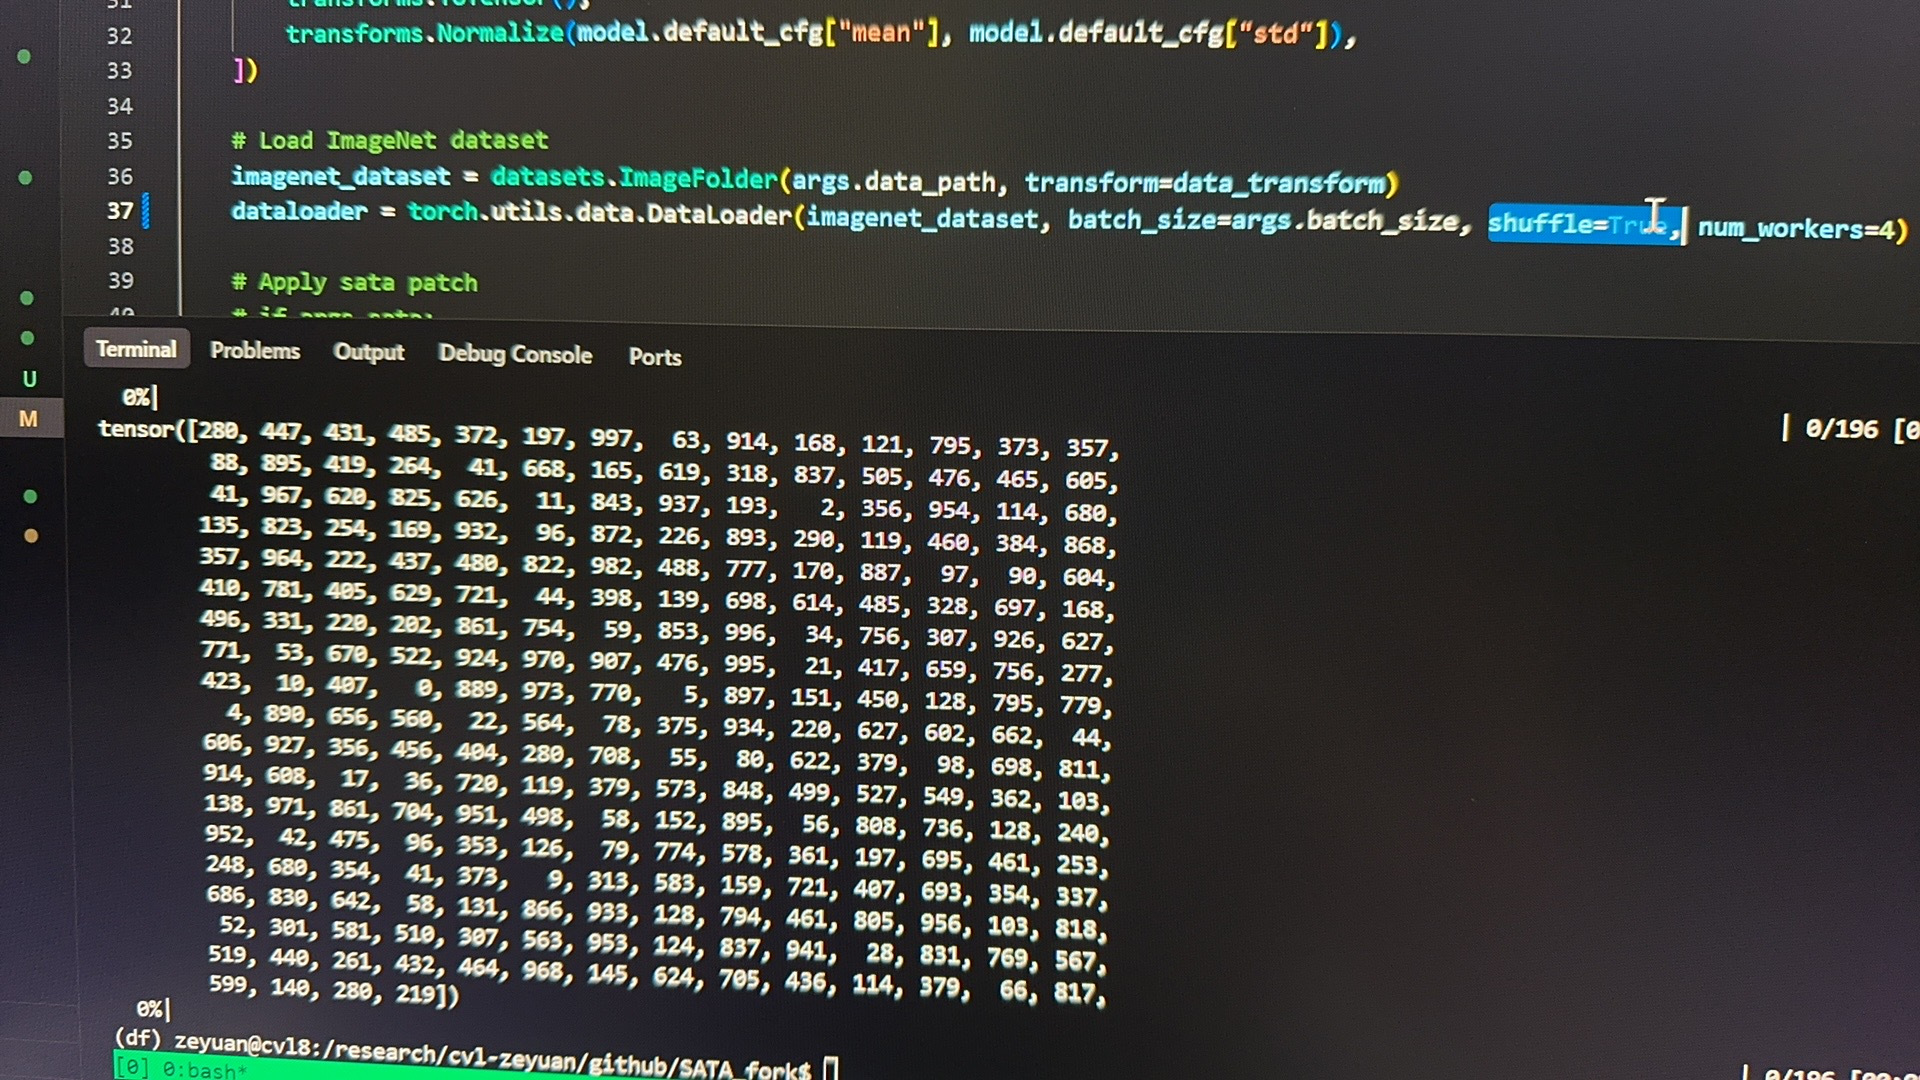 32 transforms.Normalize(model.default_cfg["mean"], model.default_cfg["std"]),
33 ])
34
35 # Load ImageNet dataset
36 imagenet_dataset = datasets.ImageFolder(args.data_path, transform=data_transform)
37 dataloader = torch.utils.data.DataLoader(imagenet_dataset, batch_size=args.batch_size, shuffle=True, num_workers=4)
38
39 # Apply sata patch
Terminal Problems Output Debug Console Ports
U
M
0%|
| 0/196 [0
tensor([280, 447, 431, 485, 372, 197, 997, 63, 914, 168, 121, 795, 373, 357,
88, 895, 419, 264, 41, 668, 165, 619, 318, 837, 505, 476, 465, 605,
41, 967, 620, 825, 626, 11, 843, 937, 193, 2, 356, 954, 114, 680,
135, 823, 254, 169, 932, 96, 872, 226, 893, 290, 119, 460, 384, 868,
357, 964, 222, 437, 480, 822, 982, 488, 777, 170, 887, 97, 90, 604,
410, 781, 405, 629, 721, 44, 398, 139, 698, 614, 485, 328, 697, 168,
496, 331, 220, 202, 861, 754, 59, 853, 996, 34, 756, 307, 926, 627,
771, 53, 670, 522, 924, 970, 907, 476, 995, 21, 417, 659, 756, 277,
423, 10, 407, 0, 889, 973, 770, 5, 897, 151, 450, 128, 795, 779,
4, 890, 656, 560, 22, 564, 78, 375, 934, 220, 627, 602, 662, 44,
606, 927, 356, 456, 404, 280, 708, 55, 80, 622, 379, 98, 698, 811,
914, 608, 17, 36, 720, 119, 379, 573, 848, 499, 527, 549, 362, 103,
138, 971, 861, 704, 951, 498, 58, 152, 895, 56, 808, 736, 128, 240,
952, 42, 475, 96, 353, 126, 79, 774, 578, 361, 197, 695, 461, 253,
248, 680, 354, 41, 373, 9, 313, 583, 159, 721, 407, 693, 354, 337,
686, 830, 642, 58, 131, 866, 933, 128, 794, 461, 805, 956, 103, 818,
52, 301, 581, 510, 307, 563, 953, 124, 837, 941, 28, 831, 769, 567,
519, 440, 261, 432, 464, 968, 145, 624, 705, 436, 114, 379, 66, 817,
599, 140, 280, 219])
0%|
(df) zeyuan@cvl8:/research/cvl-zeyuan/github/SATA_fork$
[0] 0:bash*